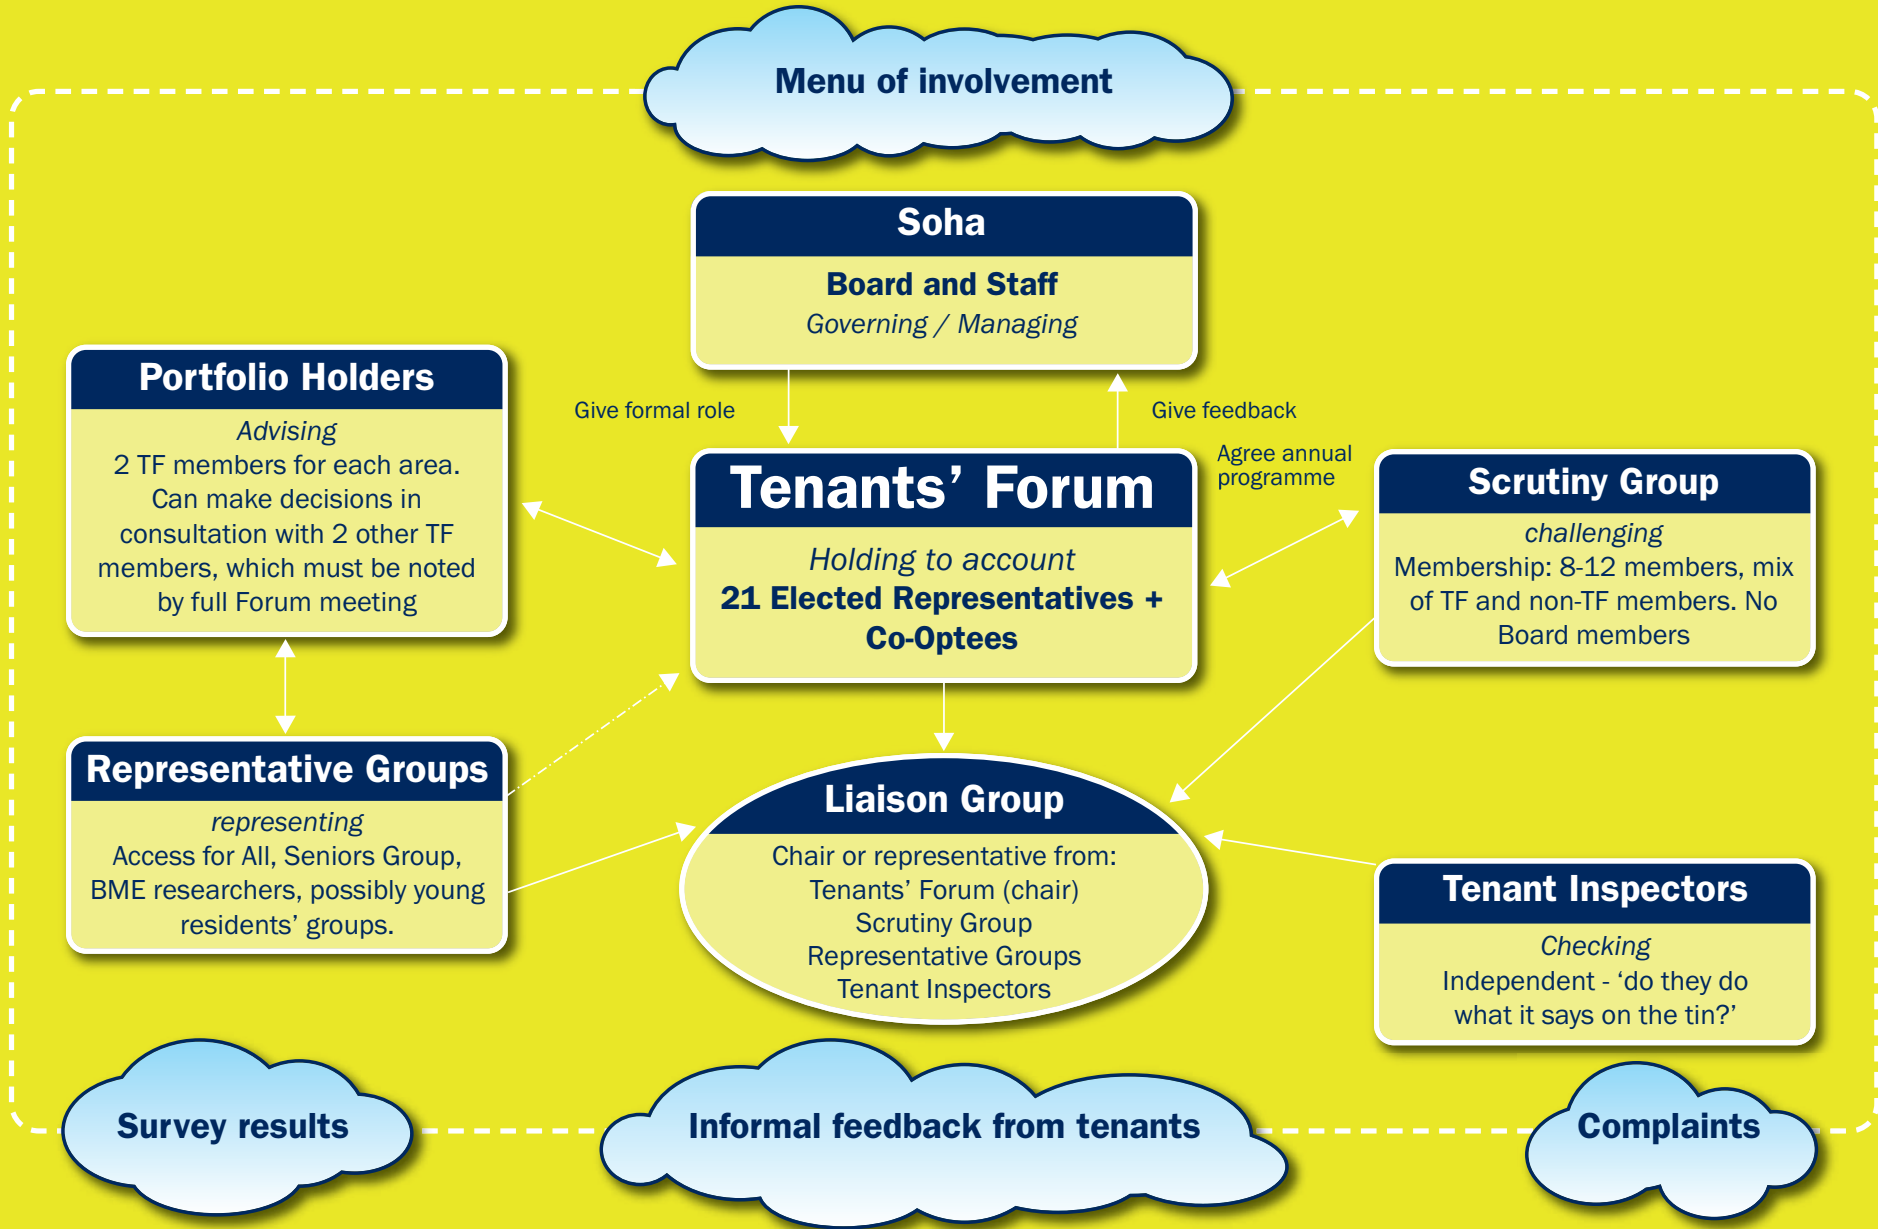 Menu of involvement
Soha
Board and Staff
Governing / Managing
Give formal role
Give feedback
Portfolio Holders
Advising
2 TF members for each area.
Can make decisions in
consultation with 2 other TF
members, which must be noted
by full Forum meeting
Tenants’ Forum
Holding to account
21 Elected Representatives +
Co-Optees
Agree annual
programme
Scrutiny Group
challenging
Membership: 8-12 members, mix
of TF and non-TF members. No
Board members
Representative Groups
representing
Access for All, Seniors Group,
BME researchers, possibly young
residents’ groups.
Liaison Group
Chair or representative from:
Tenants’ Forum (chair)
Scrutiny Group
Representative Groups
Tenant Inspectors
Tenant Inspectors
Checking
Independent - ‘do they do
what it says on the tin?’
Survey results
Informal feedback from tenants
Complaints